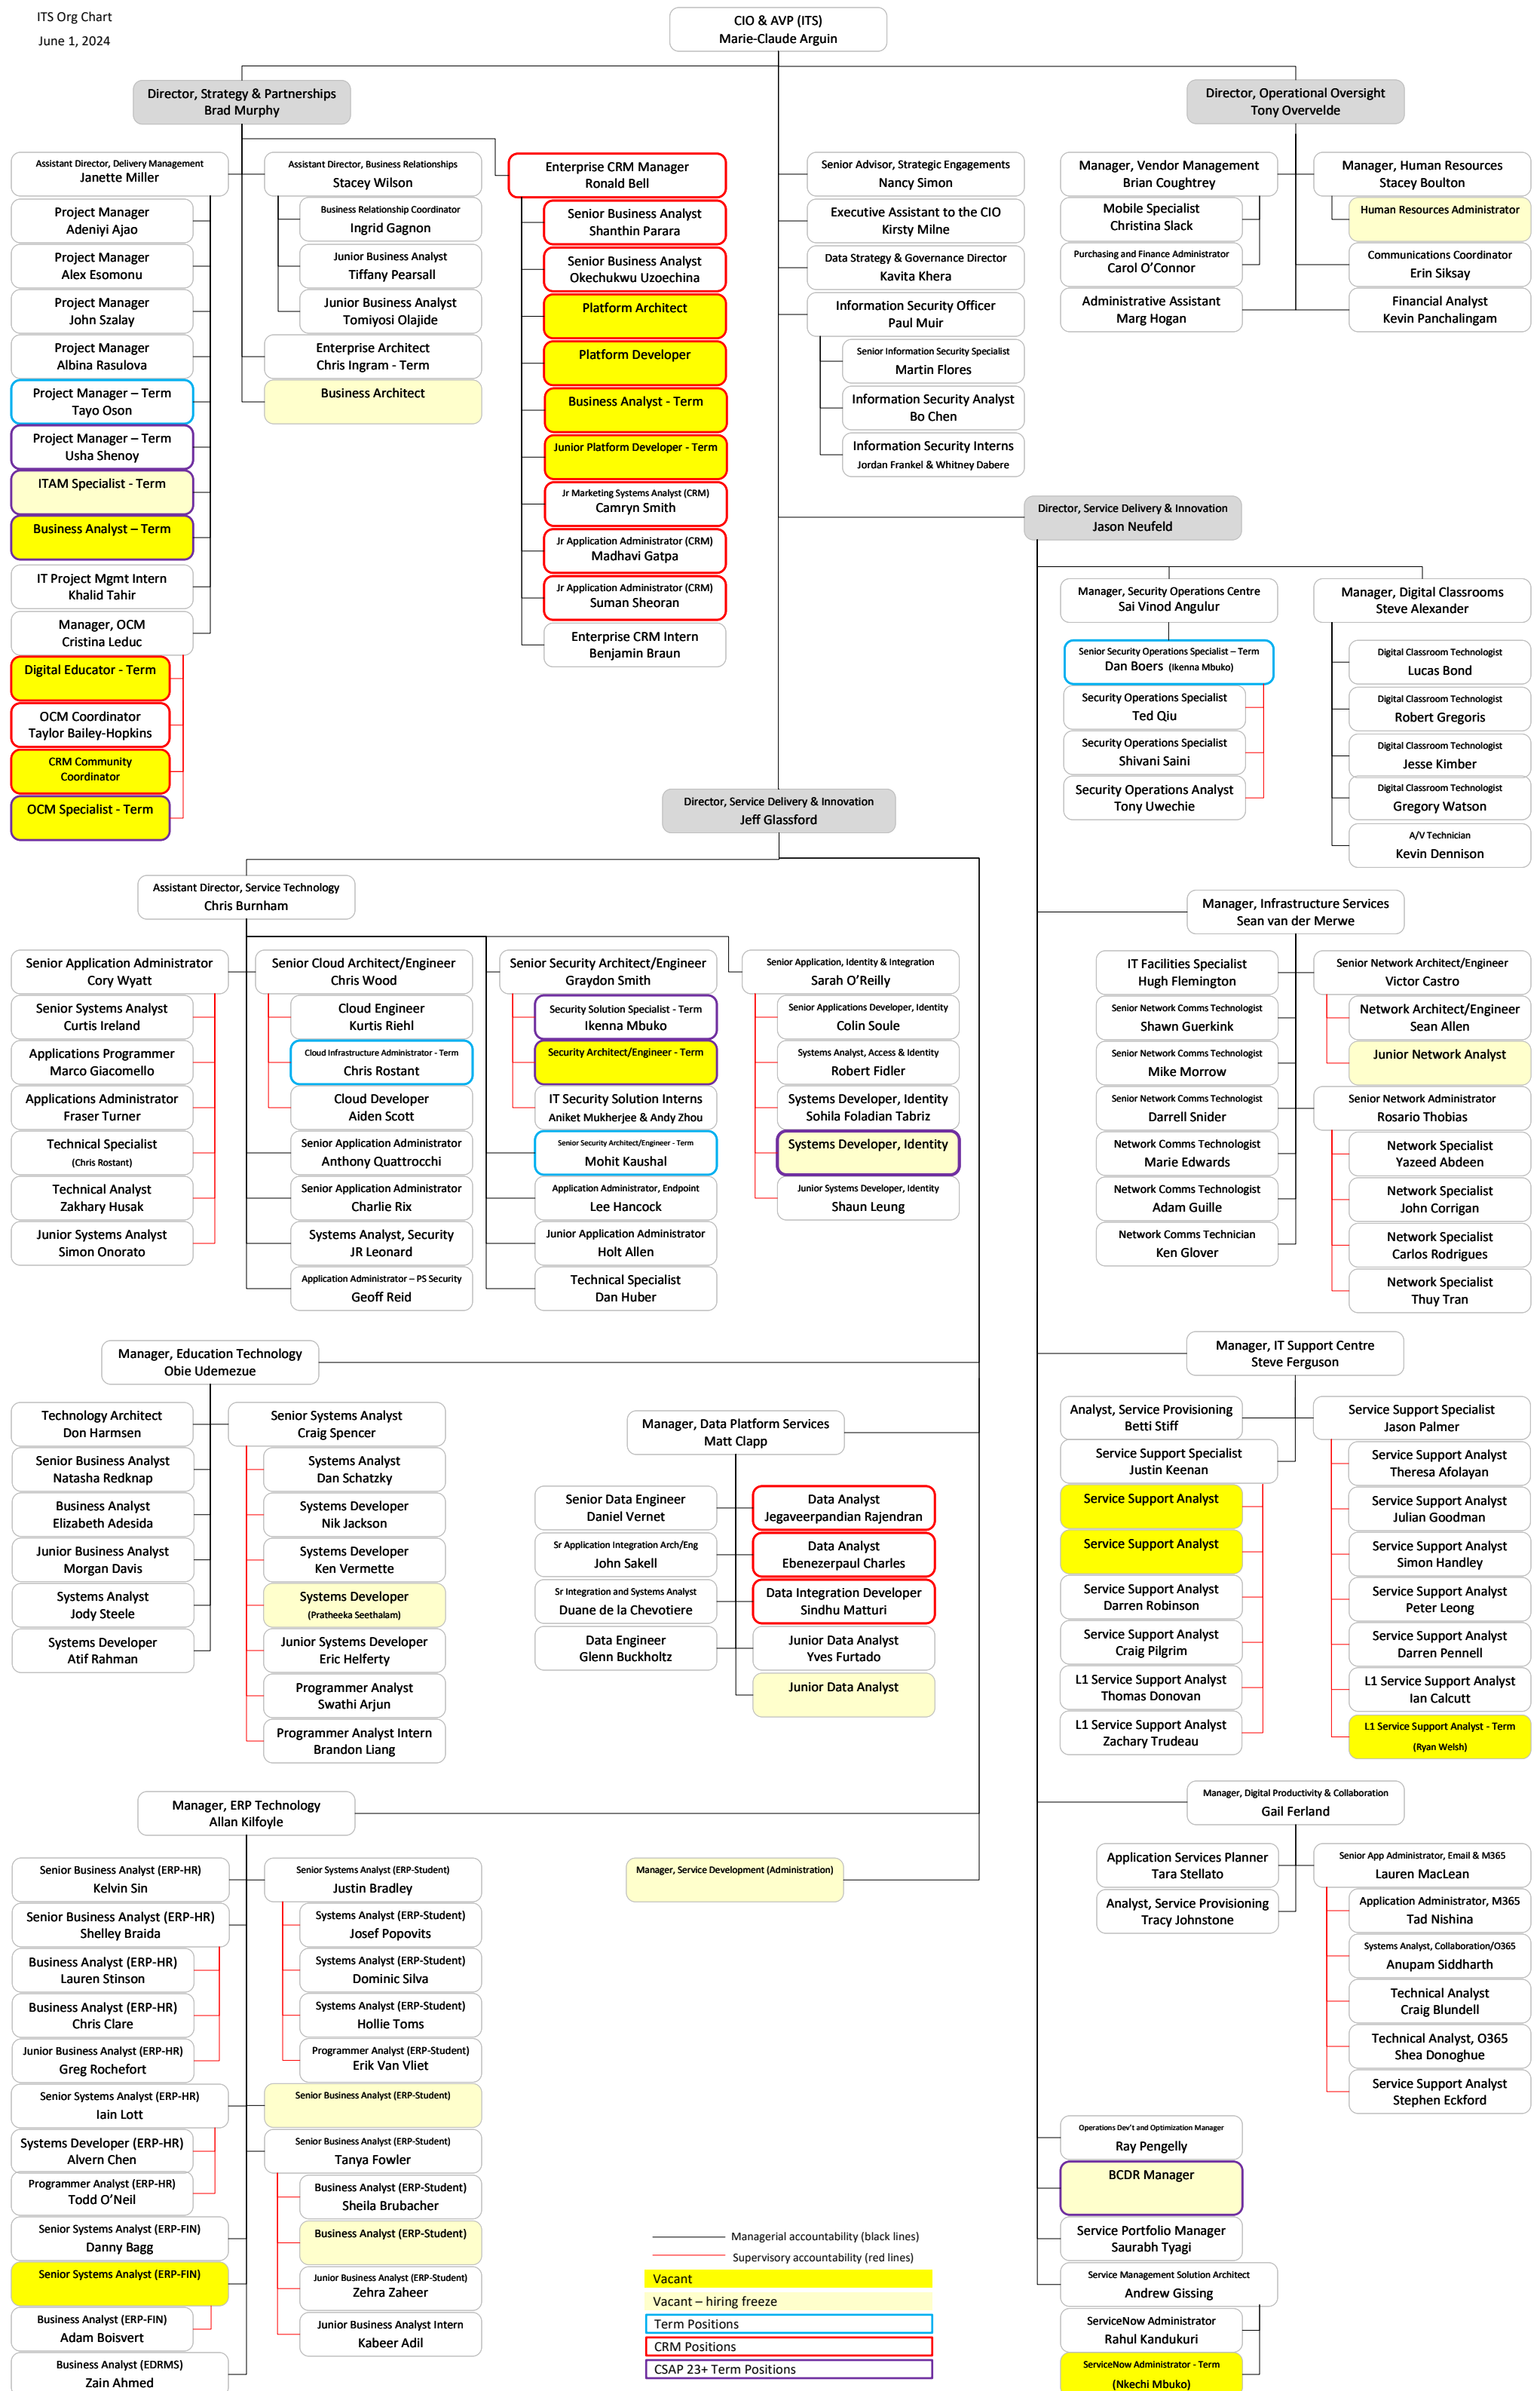 ITS Org Chart
June 1, 2024
CIO & AVP (ITS)
Marie-Claude Arguin
Director, Strategy & Partnerships
Brad Murphy
Assistant Director, Delivery Management
Janette Miller
Project Manager
Adeniyi Ajao
Project Manager
Alex Esomonu
Project Manager
John Szalay
Project Manager
Albina Rasulova
Project Manager – Term
Tayo Oson
Project Manager – Term
Usha Shenoy
ITAM Specialist - Term
Business Analyst – Term
IT Project Mgmt Intern
Khalid Tahir
Manager, OCM
Cristina Leduc
Digital Educator - Term
OCM Coordinator
Taylor Bailey-Hopkins
CRM Community
Coordinator
OCM Specialist - Term
Assistant Director, Business Relationships
Stacey Wilson
Business Relationship Coordinator
Ingrid Gagnon
Junior Business Analyst
Tiffany Pearsall
Junior Business Analyst
Tomiyosi Olajide
Enterprise Architect
Chris Ingram - Term
Business Architect
Enterprise CRM Manager
Ronald Bell
Senior Business Analyst
Shanthin Parara
Senior Business Analyst
Okechukwu Uzoechina
Platform Architect
Platform Developer
Business Analyst - Term
Junior Platform Developer - Term
Jr Marketing Systems Analyst (CRM)
Camryn Smith
Jr Application Administrator (CRM)
Madhavi Gatpa
Jr Application Administrator (CRM)
Suman Sheoran
Enterprise CRM Intern
Benjamin Braun
Senior Advisor, Strategic Engagements
Nancy Simon
Executive Assistant to the CIO
Kirsty Milne
Data Strategy & Governance Director
Kavita Khera
Information Security Officer
Paul Muir
Senior Information Security Specialist
Martin Flores
Information Security Analyst
Bo Chen
Information Security Interns
Jordan Frankel & Whitney Dabere
Director, Operational Oversight
Tony Overvelde
Manager, Vendor Management
Brian Coughtrey
Mobile Specialist
Christina Slack
Purchasing and Finance Administrator
Carol O’Connor
Administrative Assistant
Marg Hogan
Manager, Human Resources
Stacey Boulton
Human Resources Administrator
Communications Coordinator
Erin Siksay
Financial Analyst
Kevin Panchalingam
Director, Service Delivery & Innovation
Jason Neufeld
Manager, Security Operations Centre
Sai Vinod Angulur
Senior Security Operations Specialist – Term
Dan Boers (Ikenna Mbuko)
Security Operations Specialist
Ted Qiu
Security Operations Specialist
Shivani Saini
Security Operations Analyst
Tony Uwechie
Manager, Digital Classrooms
Steve Alexander
Digital Classroom Technologist
Lucas Bond
Digital Classroom Technologist
Robert Gregoris
Digital Classroom Technologist
Jesse Kimber
Digital Classroom Technologist
Gregory Watson
A/V Technician
Kevin Dennison
Director, Service Delivery & Innovation
Jeff Glassford
Assistant Director, Service Technology
Chris Burnham
Senior Application Administrator
Cory Wyatt
Senior Systems Analyst
Curtis Ireland
Applications Programmer
Marco Giacomello
Applications Administrator
Fraser Turner
Technical Specialist
(Chris Rostant)
Technical Analyst
Zakhary Husak
Junior Systems Analyst
Simon Onorato
Senior Cloud Architect/Engineer
Chris Wood
Cloud Engineer
Kurtis Riehl
Cloud Infrastructure Administrator - Term
Chris Rostant
Cloud Developer
Aiden Scott
Senior Application Administrator
Anthony Quattrocchi
Senior Application Administrator
Charlie Rix
Systems Analyst, Security
JR Leonard
Application Administrator – PS Security
Geoff Reid
Senior Security Architect/Engineer
Graydon Smith
Security Solution Specialist - Term
Ikenna Mbuko
Security Architect/Engineer - Term
IT Security Solution Interns
Aniket Mukherjee & Andy Zhou
Senior Security Architect/Engineer - Term
Mohit Kaushal
Application Administrator, Endpoint
Lee Hancock
Junior Application Administrator
Holt Allen
Technical Specialist
Dan Huber
Senior Application, Identity & Integration
Sarah O’Reilly
Senior Applications Developer, Identity
Colin Soule
Systems Analyst, Access & Identity
Robert Fidler
Systems Developer, Identity
Sohila Foladian Tabriz
Systems Developer, Identity
Junior Systems Developer, Identity
Shaun Leung
Manager, Infrastructure Services
Sean van der Merwe
IT Facilities Specialist
Hugh Flemington
Senior Network Comms Technologist
Shawn Guerkink
Senior Network Comms Technologist
Mike Morrow
Senior Network Comms Technologist
Darrell Snider
Network Comms Technologist
Marie Edwards
Network Comms Technologist
Adam Guille
Network Comms Technician
Ken Glover
Senior Network Architect/Engineer
Victor Castro
Network Architect/Engineer
Sean Allen
Junior Network Analyst
Senior Network Administrator
Rosario Thobias
Network Specialist
Yazeed Abdeen
Network Specialist
John Corrigan
Network Specialist
Carlos Rodrigues
Network Specialist
Thuy Tran
Manager, Education Technology
Obie Udemezue
Technology Architect
Don Harmsen
Senior Business Analyst
Natasha Redknap
Business Analyst
Elizabeth Adesida
Junior Business Analyst
Morgan Davis
Systems Analyst
Jody Steele
Systems Developer
Atif Rahman
Senior Systems Analyst
Craig Spencer
Systems Analyst
Dan Schatzky
Systems Developer
Nik Jackson
Systems Developer
Ken Vermette
Systems Developer
(Pratheeka Seethalam)
Junior Systems Developer
Eric Helferty
Programmer Analyst
Swathi Arjun
Programmer Analyst Intern
Brandon Liang
Manager, Data Platform Services
Matt Clapp
Senior Data Engineer
Daniel Vernet
Sr Application Integration Arch/Eng
John Sakell
Sr Integration and Systems Analyst
Duane de la Chevotiere
Data Engineer
Glenn Buckholtz
Data Analyst
Jegaveerpandian Rajendran
Data Analyst
Ebenezerpaul Charles
Data Integration Developer
Sindhu Matturi
Junior Data Analyst
Yves Furtado
Junior Data Analyst
Manager, IT Support Centre
Steve Ferguson
Analyst, Service Provisioning
Betti Stiff
Service Support Specialist
Justin Keenan
Service Support Analyst
Service Support Analyst
Service Support Analyst
Darren Robinson
Service Support Analyst
Craig Pilgrim
L1 Service Support Analyst
Thomas Donovan
L1 Service Support Analyst
Zachary Trudeau
Service Support Specialist
Jason Palmer
Service Support Analyst
Theresa Afolayan
Service Support Analyst
Julian Goodman
Service Support Analyst
Simon Handley
Service Support Analyst
Peter Leong
Service Support Analyst
Darren Pennell
L1 Service Support Analyst
Ian Calcutt
L1 Service Support Analyst - Term
(Ryan Welsh)
Manager, ERP Technology
Allan Kilfoyle
Senior Business Analyst (ERP-HR)
Kelvin Sin
Senior Business Analyst (ERP-HR)
Shelley Braida
Business Analyst (ERP-HR)
Lauren Stinson
Business Analyst (ERP-HR)
Chris Clare
Junior Business Analyst (ERP-HR)
Greg Rochefort
Senior Systems Analyst (ERP-HR)
Iain Lott
Systems Developer (ERP-HR)
Alvern Chen
Programmer Analyst (ERP-HR)
Todd O’Neil
Senior Systems Analyst (ERP-FIN)
Danny Bagg
Senior Systems Analyst (ERP-FIN)
Business Analyst (ERP-FIN)
Adam Boisvert
Business Analyst (EDRMS)
Zain Ahmed
Senior Systems Analyst (ERP-Student)
Justin Bradley
Systems Analyst (ERP-Student)
Josef Popovits
Systems Analyst (ERP-Student)
Dominic Silva
Systems Analyst (ERP-Student)
Hollie Toms
Programmer Analyst (ERP-Student)
Erik Van Vliet
Senior Business Analyst (ERP-Student)
Senior Business Analyst (ERP-Student)
Tanya Fowler
Business Analyst (ERP-Student)
Sheila Brubacher
Business Analyst (ERP-Student)
Junior Business Analyst (ERP-Student)
Zehra Zaheer
Junior Business Analyst Intern
Kabeer Adil
Manager, Service Development (Administration)
Manager, Digital Productivity & Collaboration
Gail Ferland
Application Services Planner
Tara Stellato
Analyst, Service Provisioning
Tracy Johnstone
Senior App Administrator, Email & M365
Lauren MacLean
Application Administrator, M365
Tad Nishina
Systems Analyst, Collaboration/O365
Anupam Siddharth
Technical Analyst
Craig Blundell
Technical Analyst, O365
Shea Donoghue
Service Support Analyst
Stephen Eckford
Operations Dev’t and Optimization Manager
Ray Pengelly
BCDR Manager
Service Portfolio Manager
Saurabh Tyagi
Service Management Solution Architect
Andrew Gissing
ServiceNow Administrator
Rahul Kandukuri
ServiceNow Administrator - Term
(Nkechi Mbuko)
Managerial accountability (black lines)
Supervisory accountability (red lines)
Vacant
Vacant – hiring freeze
Term Positions
CRM Positions
CSAP 23+ Term Positions